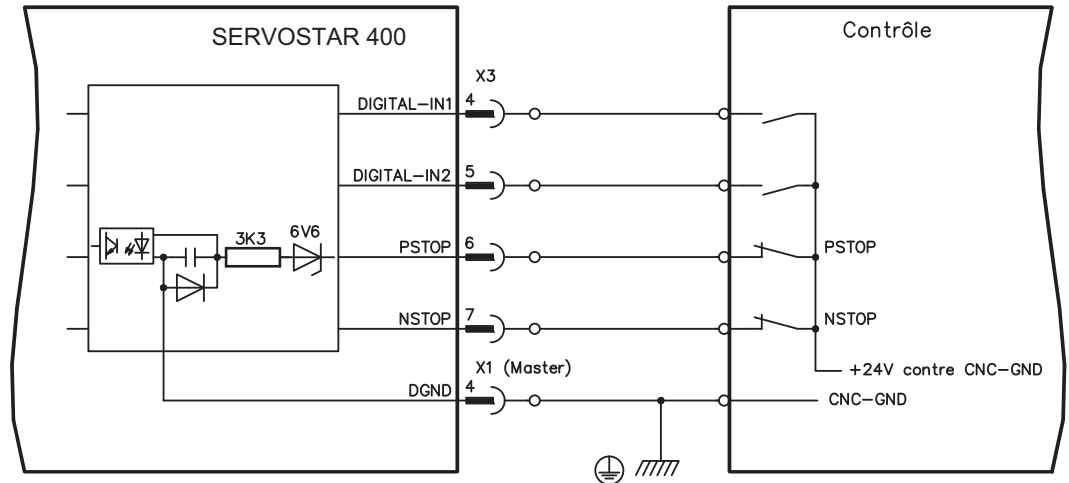 SERVOSTAR 400
Contrôle
X3
DIGITAL-IN1 4
DIGITAL-IN2 5
3K3 6V6
PSTOP 6 PSTOP
NSTOP 7 NSTOP
X1 (Master)
+24V contre CNC-GND
DGND 4 CNC-GND